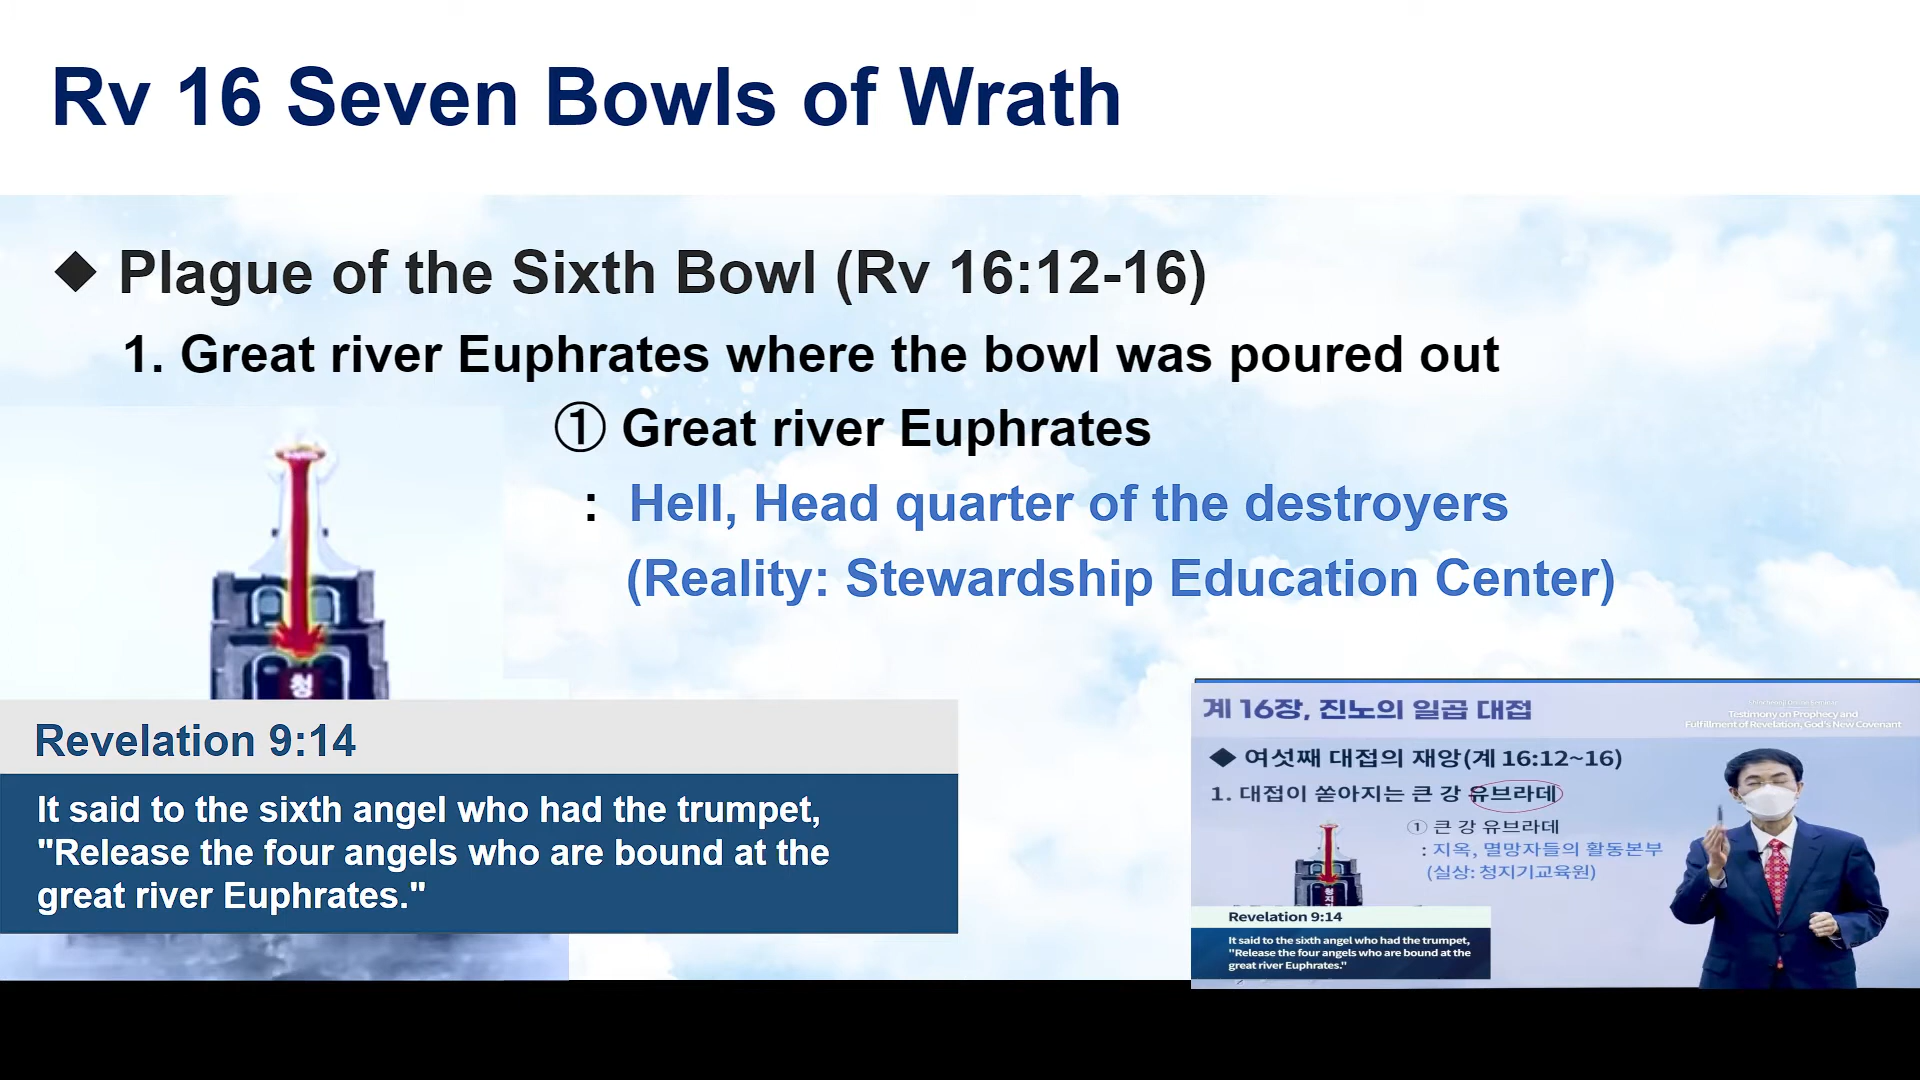 Rv 16 Seven Bowls of Wrath
◆ Plague of the Sixth Bowl (Rv 16:12-16)
1. Great river Euphrates where the bowl was poured out
① Great river Euphrates
: Hell, Head quarter of the destroyers
(Reality: Stewardship Education Center)
청
Revelation 9:14
It said to the sixth angel who had the trumpet,
"Release the four angels who are bound at the
great river Euphrates."
계 16장, 진노의 일곱 대접
Testimony on Prophecy and
Fulfillment of Revelation, God's New Covenant
◆ 여섯째 대접의 재앙(계 16:12~16)
1. 대접이 쏟아지는 큰 강 유브라데
① 큰 강 유브라데
: 지옥, 멸망자들의 활동본부
(실상: 청지기교육원)
Revelation 9:14
It said to the sixth angel who had the trumpet,
"Release the four angels who are bound at the
great river Euphrates."